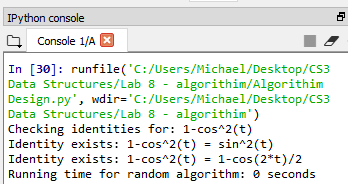 IPython console
Console 1/A
In [30]: runfile('C:/Users/Michael/Desktop/CS3
Data Structures/Lab 8 - algorithim/Algorithim
Design.py', wdir='C:/Users/Michael/Desktop/CS3
Data Structures/Lab 8 - algorithim')
Checking identities for: 1-cos^2(t)
Identity exists: 1-cos^2(t) = sin^2(t)
Identity exists: 1-cos^2(t) = 1-cos(2*t)/2
Running time for random algorithm: 0 seconds